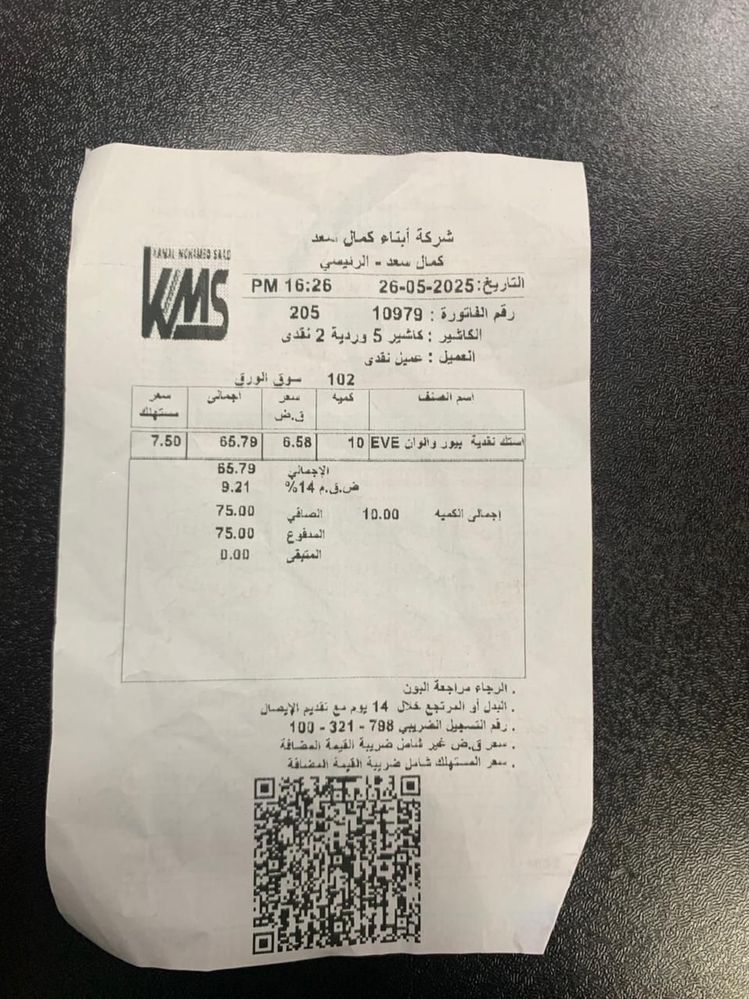 شركة أبناء كمال سعد
KAMAL MOHAMED SAAD
KMS
كمال سعد - الرئيسي
التاريخ: 26-05-2025 16:26 PM
رقم الفاتورة : 10979 205
الكاشير : كاشير 5 وردية 2 نقدى
العميل : عميل نقدى
102 سوق الورق
اسم الصنف كميه سعر ق.ض اجمالى سعر مستهلك
استك نقدية بيور والوان EVE 10 6.58 65.79 7.50
الإجمالي 65.79
ض.ق.م 14% 9.21
إجمالى الكميه 10.00 الصافي 75.00
المدفوع 75.00
المتبقى 0.00
. الرجاء مراجعة البون
. البدل أو المرتجع خلال 14 يوم مع تقديم الإيصال
. رقم التسجيل الضريبي 798 - 321 - 100
. سعر ق.ض غير شامل ضريبة القيمة المضافة
. سعر المستهلك شامل ضريبة القيمة المضافة